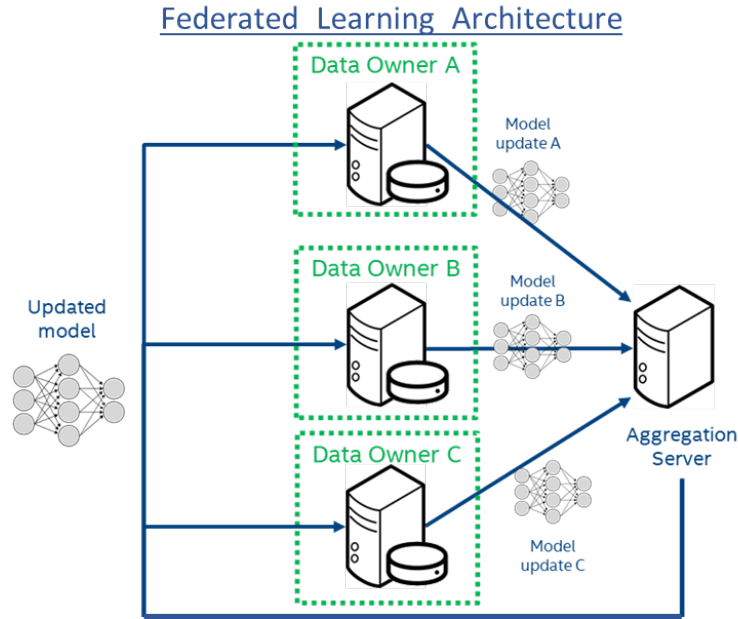 Federated Learning Architecture
Data Owner A
Model
update A
Data Owner B
Model
update B
Updated
model
Data Owner C
Aggregation
Server
Model
update C